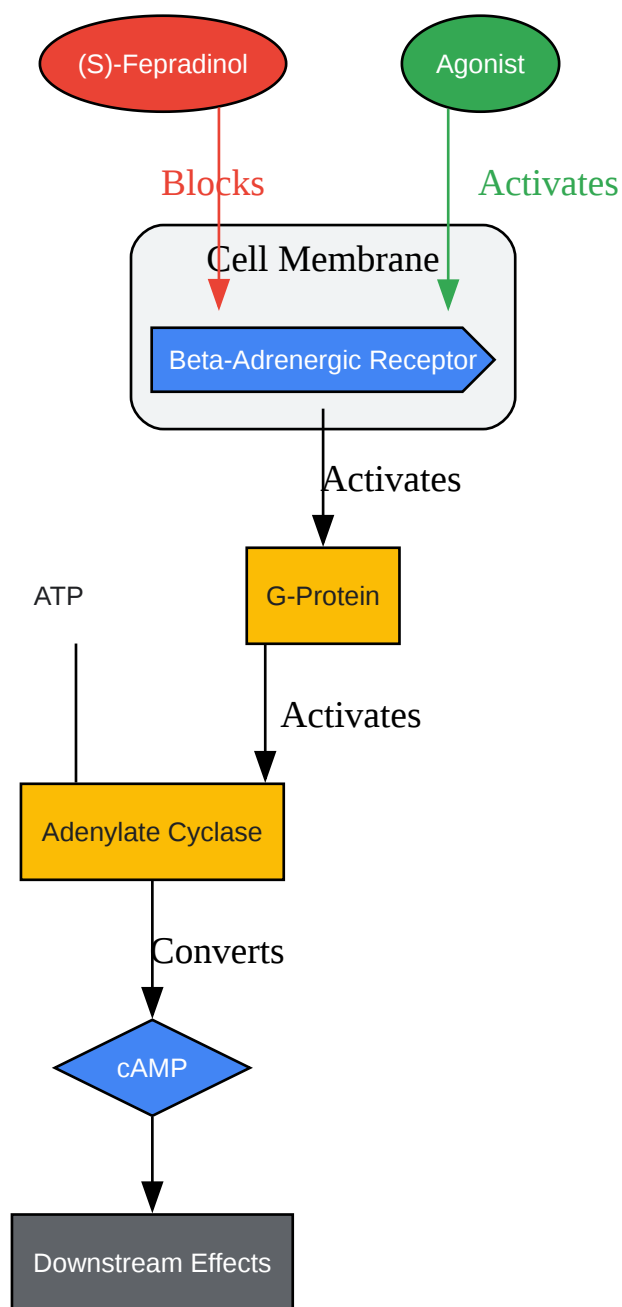 (S)-Fepradinol
Agonist
Blocks
Activates
Cell Membrane
Beta-Adrenergic Receptor
Activates
ATP
G-Protein
Activates
Adenylate Cyclase
Converts
cAMP
Downstream Effects